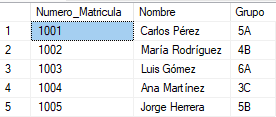 Numero_Matricula Nombre Grupo
1 1001 Carlos Pérez 5A
2 1002 María Rodríguez 4B
3 1003 Luis Gómez 6A
4 1004 Ana Martínez 3C
5 1005 Jorge Herrera 5B